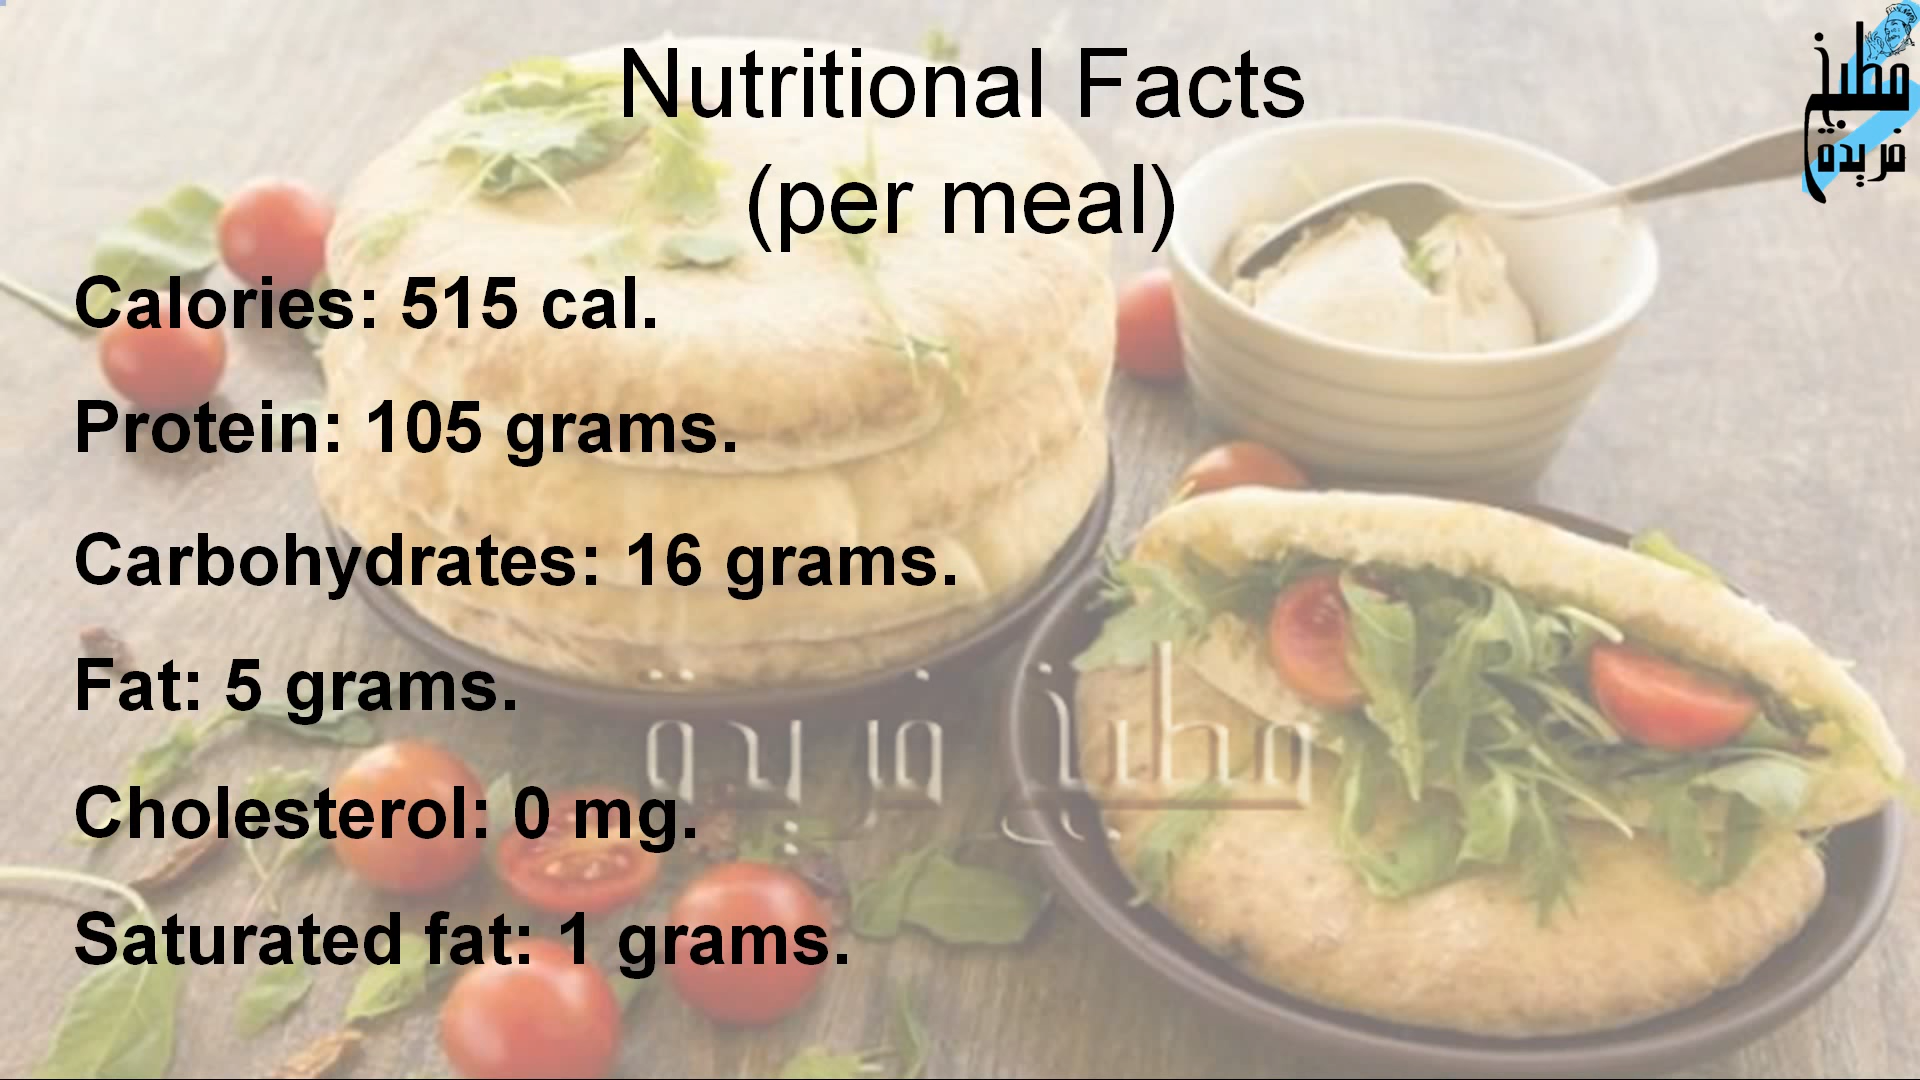 Nutritional Facts
(per meal)
مطبخ
فريدة
Calories: 515 cal.
Protein: 105 grams.
Carbohydrates: 16 grams.
Fat: 5 grams.
مطبخ فريدة
Cholesterol: 0 mg.
Saturated fat: 1 grams.